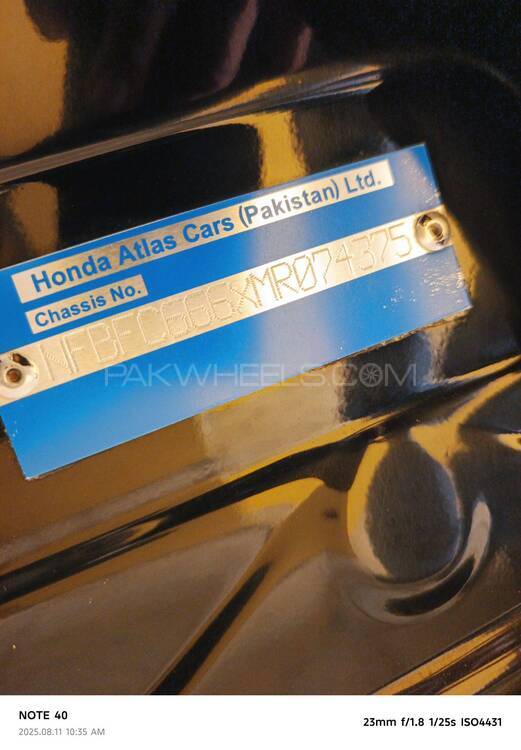 Honda Atlas Cars (Pakistan) Ltd.
Chassis No.
NFBFC666XMR074375
PAKWHEELS.COM
NOTE 40
2025.08.11 10:35 AM
23mm f/1.8 1/25s ISO4431